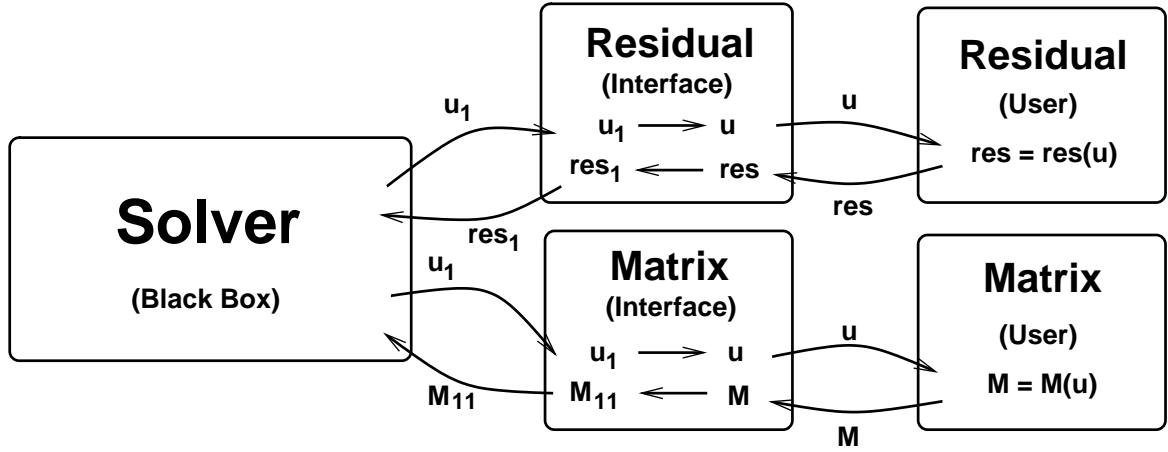 Solver
(Black Box)
u1
res1
Residual
(Interface)
u1 u
res1 res
u
res
Residual
(User)
res = res(u)
u1
M11
Matrix
(Interface)
u1 u
M11 M
u
M
Matrix
(User)
M = M(u)